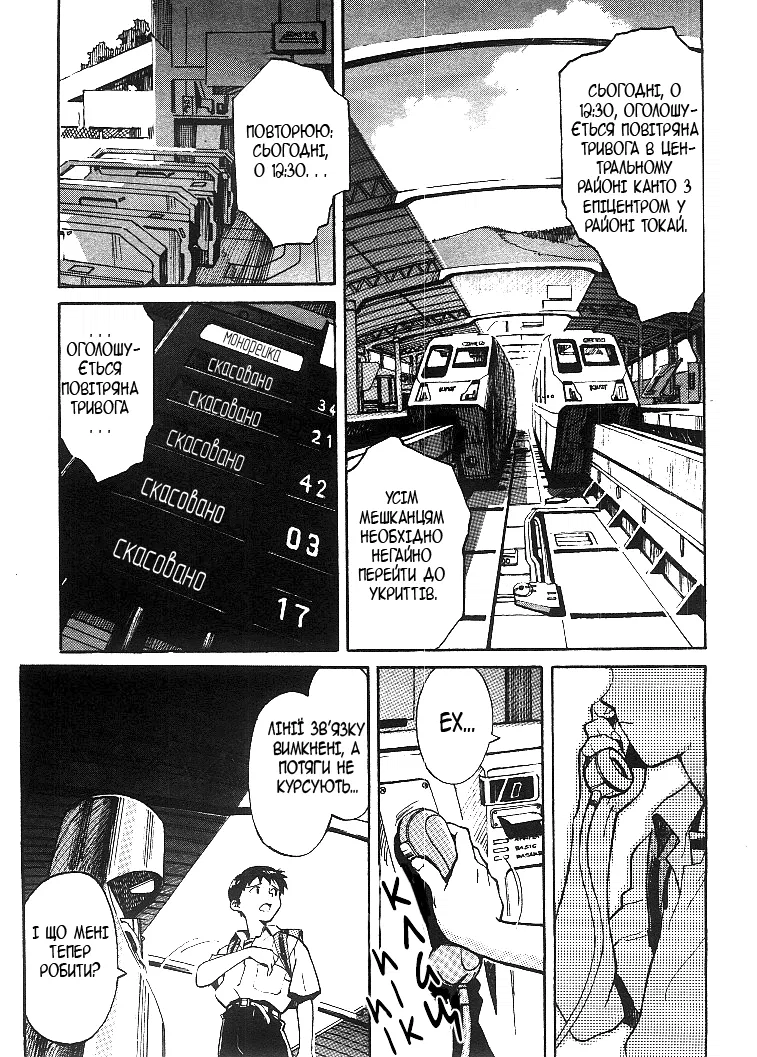 СЬОГОДНІ, О
12:30, ОГОЛОШУ-
ЄТЬСЯ ПОВІТРЯНА
ТРИВОГА В ЦЕН-
ТРАЛЬНОМУ
РАЙОНІ КАНТО З
ЕПІЦЕНТРОМ У
РАЙОНІ ТОКАЙ.
УСІМ
МЕШКАНЦЯМ
НЕОБХІДНО
НЕГАЙНО
ПЕРЕЙТИ ДО
УКРИТТІВ.
ПОВТОРЮЮ:
СЬОГОДНІ,
О 12:30. . .
. . .
ОГОЛОШУ-
ЄТЬСЯ
ПОВІТРЯНА
ТРИВОГА
. . .
монорейка
скасовано
34
скасовано
21
скасовано
42
скасовано
03
скасовано
17
ЕХ...
BASIC
ЛІНІЇ ЗВ'ЯЗКУ
ВИМКНЕНІ, А
ПОТЯГИ НЕ
КУРСУЮТЬ...
І ЩО МЕНІ
ТЕПЕР
РОБИТИ?